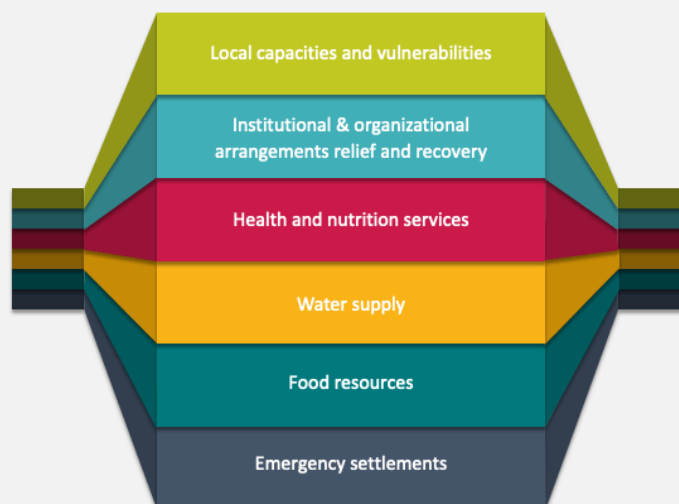 Local capacities and vulnerabilities
Institutional & organizational
arrangements relief and recovery
Health and nutrition services
Water supply
Food resources
Emergency settlements